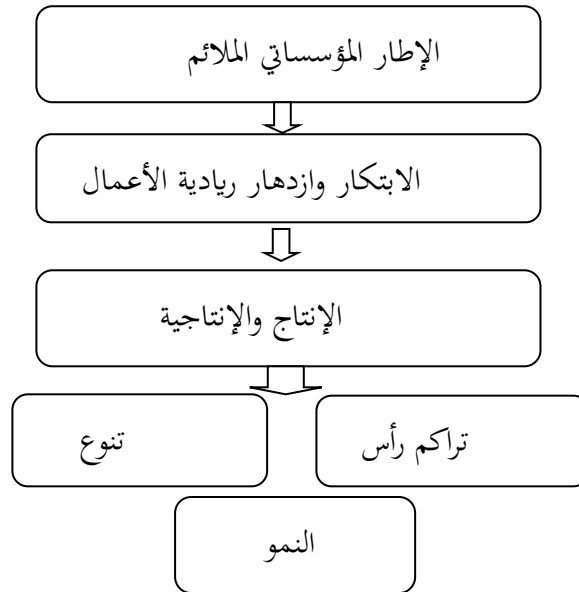 الإطار المؤسساتي الملائم
الابتكار وازدهار ريادية الأعمال
الإنتاج والإنتاجية
تراكم رأس
تنوع
النمو